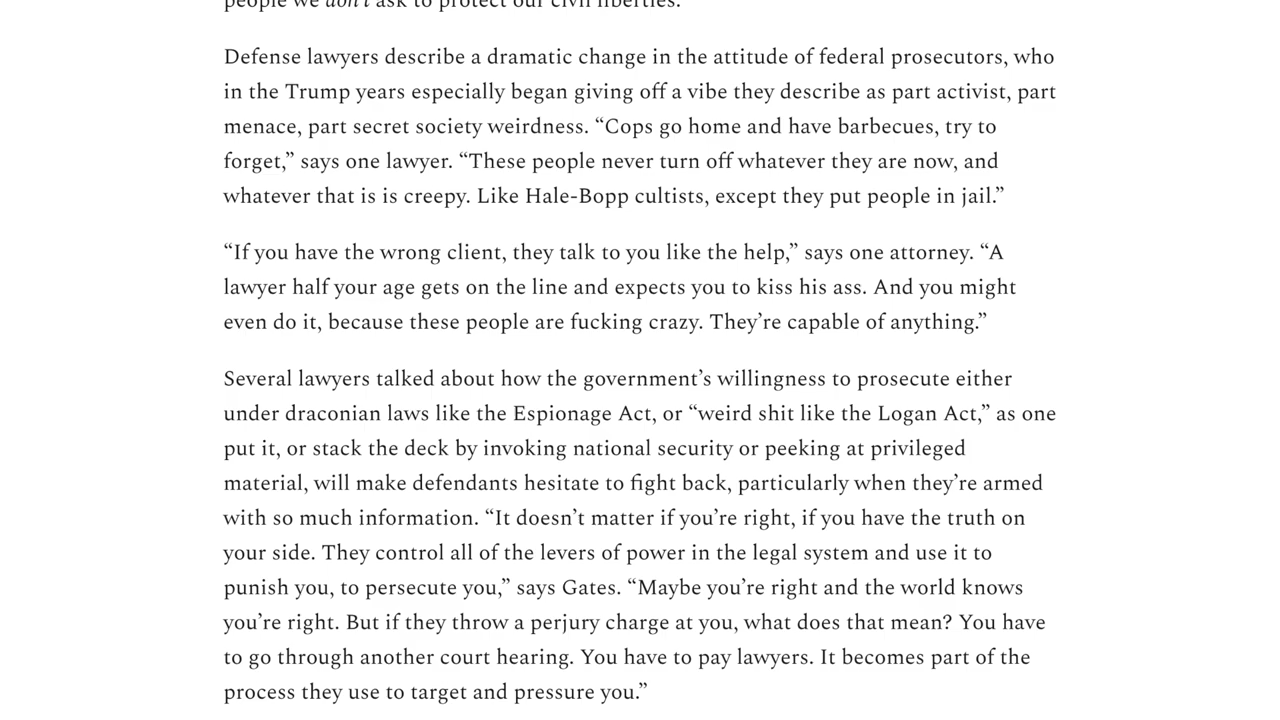 people we don't ask to protect our civil liberties.
Defense lawyers describe a dramatic change in the attitude of federal prosecutors, who
in the Trump years especially began giving off a vibe they describe as part activist, part
menace, part secret society weirdness. “Cops go home and have barbecues, try to
forget,” says one lawyer. “These people never turn off whatever they are now, and
whatever that is is creepy. Like Hale-Bopp cultists, except they put people in jail.”
“If you have the wrong client, they talk to you like the help,” says one attorney. “A
lawyer half your age gets on the line and expects you to kiss his ass. And you might
even do it, because these people are fucking crazy. They’re capable of anything.”
Several lawyers talked about how the government’s willingness to prosecute either
under draconian laws like the Espionage Act, or “weird shit like the Logan Act,” as one
put it, or stack the deck by invoking national security or peeking at privileged
material, will make defendants hesitate to fight back, particularly when they’re armed
with so much information. “It doesn’t matter if you’re right, if you have the truth on
your side. They control all of the levers of power in the legal system and use it to
punish you, to persecute you,” says Gates. “Maybe you’re right and the world knows
you’re right. But if they throw a perjury charge at you, what does that mean? You have
to go through another court hearing. You have to pay lawyers. It becomes part of the
process they use to target and pressure you.”